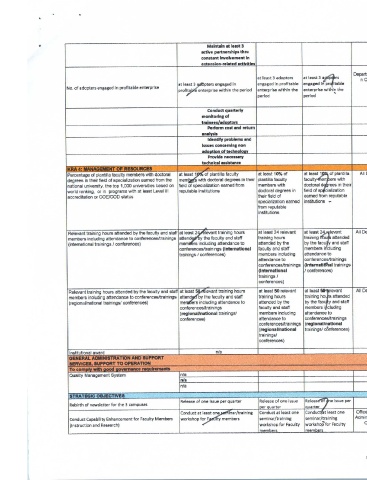 Maintain at least 3
active partnerships thru
constant involvement in
extension-related activities
No. of adopters engaged in profitable enterprise
at least 5 adopters engaged in
profitable enterprise within the period
at least 5 adopters
engaged in profitable
enterprise within the
period
at least 5 adopters
engaged in profitable
enterprise within the
period
Conduct quarterly
monitoring of
trainees/adoptors
Perform cost and return
analysis
Identify problems and
issues concerning non
adoption of technology
Provide necessary
technical assistance
KRA 4: MANAGEMENT OF RESOURCES
Percentage of plantilla faculty members with doctoral
degrees in their field of specialization earned from the
national university, the top 1,000 universities based on
world ranking, or in programs with at least Level III
accreditation or COE/COD status
at least 10% of plantilla faculty
members with doctoral degrees in their
field of specialization earned from
reputable institutions
at least 10% of
plantilla faculty
members with
doctoral degrees in
their field of
specialization earned
from reputable
institutions
at least 10% of plantilla
faculty members with
doctoral degrees in their
field of specialization
earned from reputable
institutions
All
Relevant training hours attended by the faculty and staff
members including attendance to conferences/trainings
(international trainings / conferences)
at least 24 relevant training hours
attended by the faculty and staff
members including attendance to
conferences/trainings (International
trainings / conferences)
at least 24 relevant
training hours
attended by the
faculty and staff
members including
attendance to
conferences/trainings
(International
trainings /
conferences)
at least 24 relevant
training hours attended
by the faculty and staff
members including
attendance to
conferences/trainings
(International trainings
/ conferences)
All De
Relevant training hours attended by the faculty and staff
members including attendance to conferences/trainings
(regional/national trainings/ conferences)
at least 56 relevant training hours
attended by the faculty and staff
members including attendance to
conferences/trainings
(regional/national trainings/
conferences)
at least 56 relevant
training hours
attended by the
faculty and staff
members including
attendance to
conferences/trainings
(regional/national
trainings/
conferences)
at least 56 relevant
training hours attended
by the faculty and staff
members including
attendance to
conferences/trainings
(regional/national
trainings/ conferences)
All De
Institutional award
n/a
GENERAL ADMINISTRATION AND SUPPORT
SERVICES, SUPPORT TO OPERATION
To comply with good governance requirements
Quality Management System
n/a
n/a
n/a
STRATEGIC OBJECTIVES
Rebirth of newsletter for the 3 campuses
Release of one issue per quarter
Release of one issue
per quarter
Release of one issue per
quarter
Conduct Capability Enhancement for Faculty Members
(Instruction and Research)
Conduct at least one seminar/training
workshop for Faculty members
Conduct at least one
seminar/training
workshop for Faculty
members
Conduct at least one
seminar/training
workshop for Faculty
members